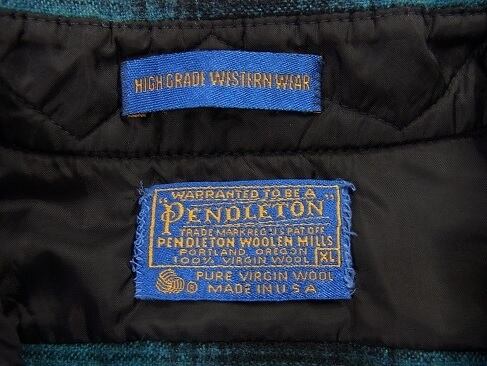 HIGH GRADE WESTERN WEAR
"WARRANTED TO BE A
PENDLETON"
TRADE MARK REG. U.S. PAT. OFF.
PENDLETON WOOLEN MILLS
PORTLAND, OREGON
100% VIRGIN WOOL XL
® PURE VIRGIN WOOL
MADE IN U S A